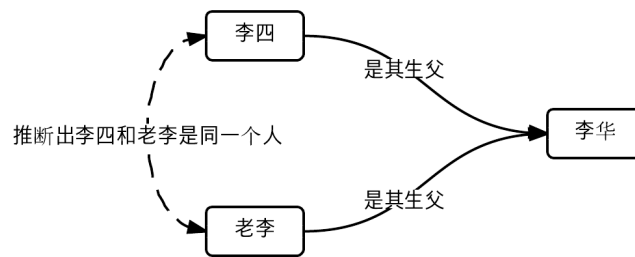 李四
是其生父
推断出李四和老李是同一个人
李华
是其生父
老李